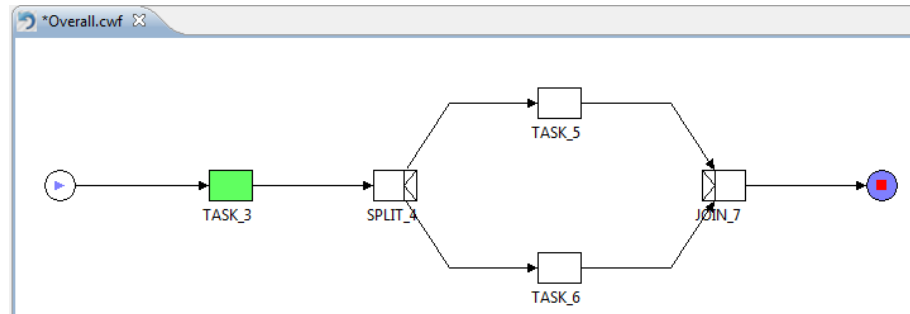 *Overall.cwf
TASK_5
TASK_3
SPLIT_4
JOIN_7
TASK_6